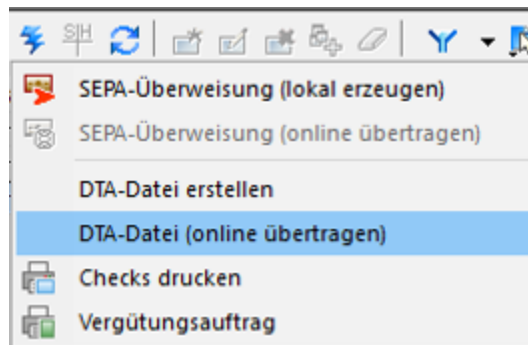 S|H
SEPA-Überweisung (lokal erzeugen)
SEPA-Überweisung (online übertragen)
DTA-Datei erstellen
DTA-Datei (online übertragen)
Checks drucken
Vergütungsauftrag